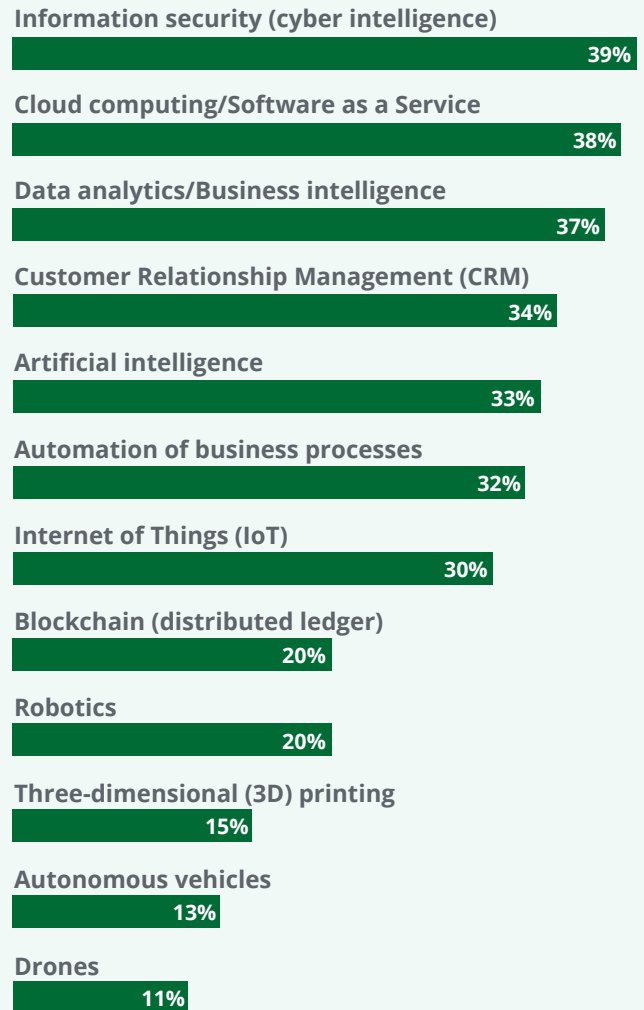 Information security (cyber intelligence)
39%
Cloud computing/Software as a Service
38%
Data analytics/Business intelligence
37%
Customer Relationship Management (CRM)
34%
Artificial intelligence
33%
Automation of business processes
32%
Internet of Things (IoT)
30%
Blockchain (distributed ledger)
20%
Robotics
20%
Three-dimensional (3D) printing
15%
Autonomous vehicles
13%
Drones
11%